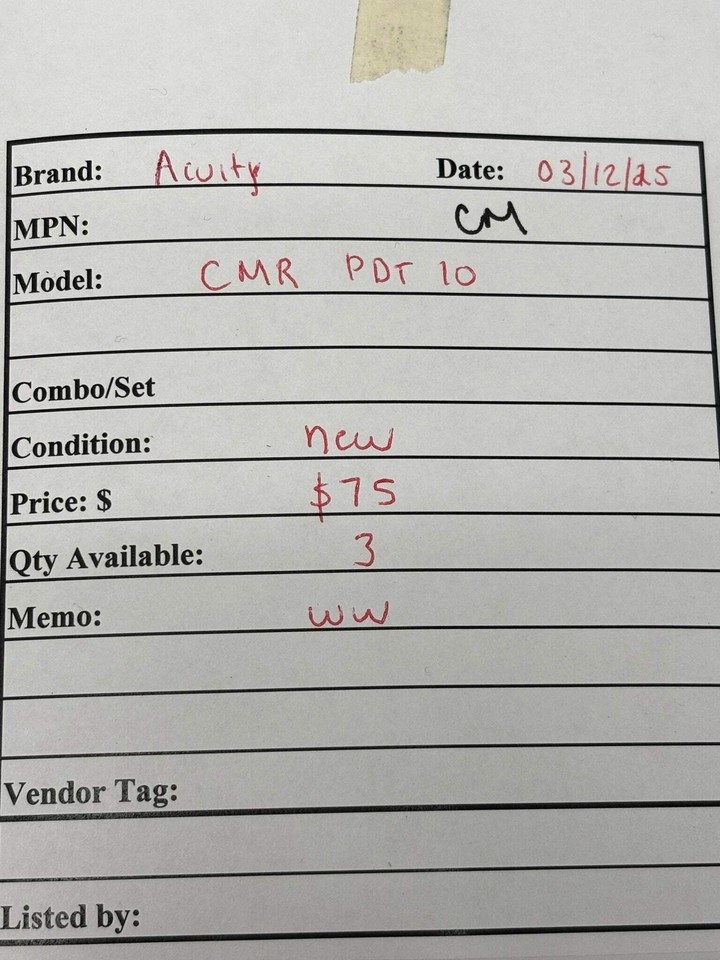 Brand: Acuity Date: 03/12/25
MPN: CM
Model: CMR PDT 10
Combo/Set
Condition: new
Price: $ $75
Qty Available: 3
Memo: WW
Vendor Tag:
Listed by: